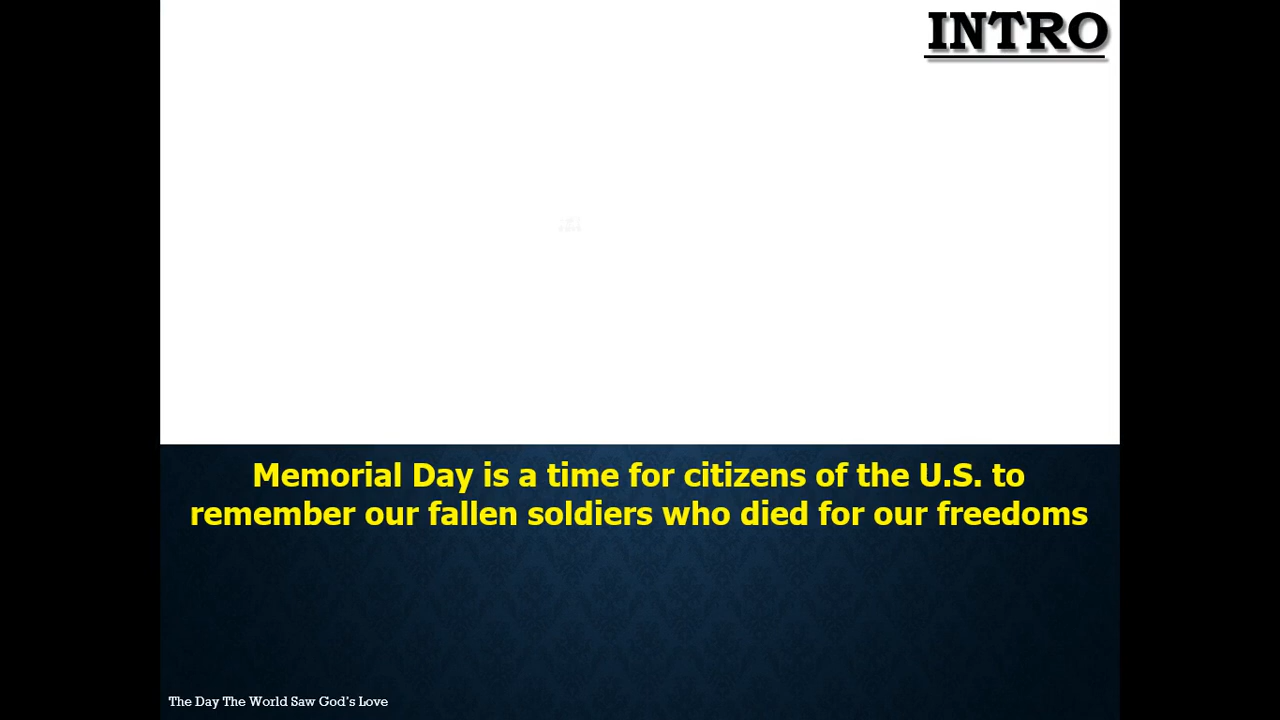 INTRO
Memorial Day is a time for citizens of the U.S. to
remember our fallen soldiers who died for our freedoms
The Day The World Saw God's Love